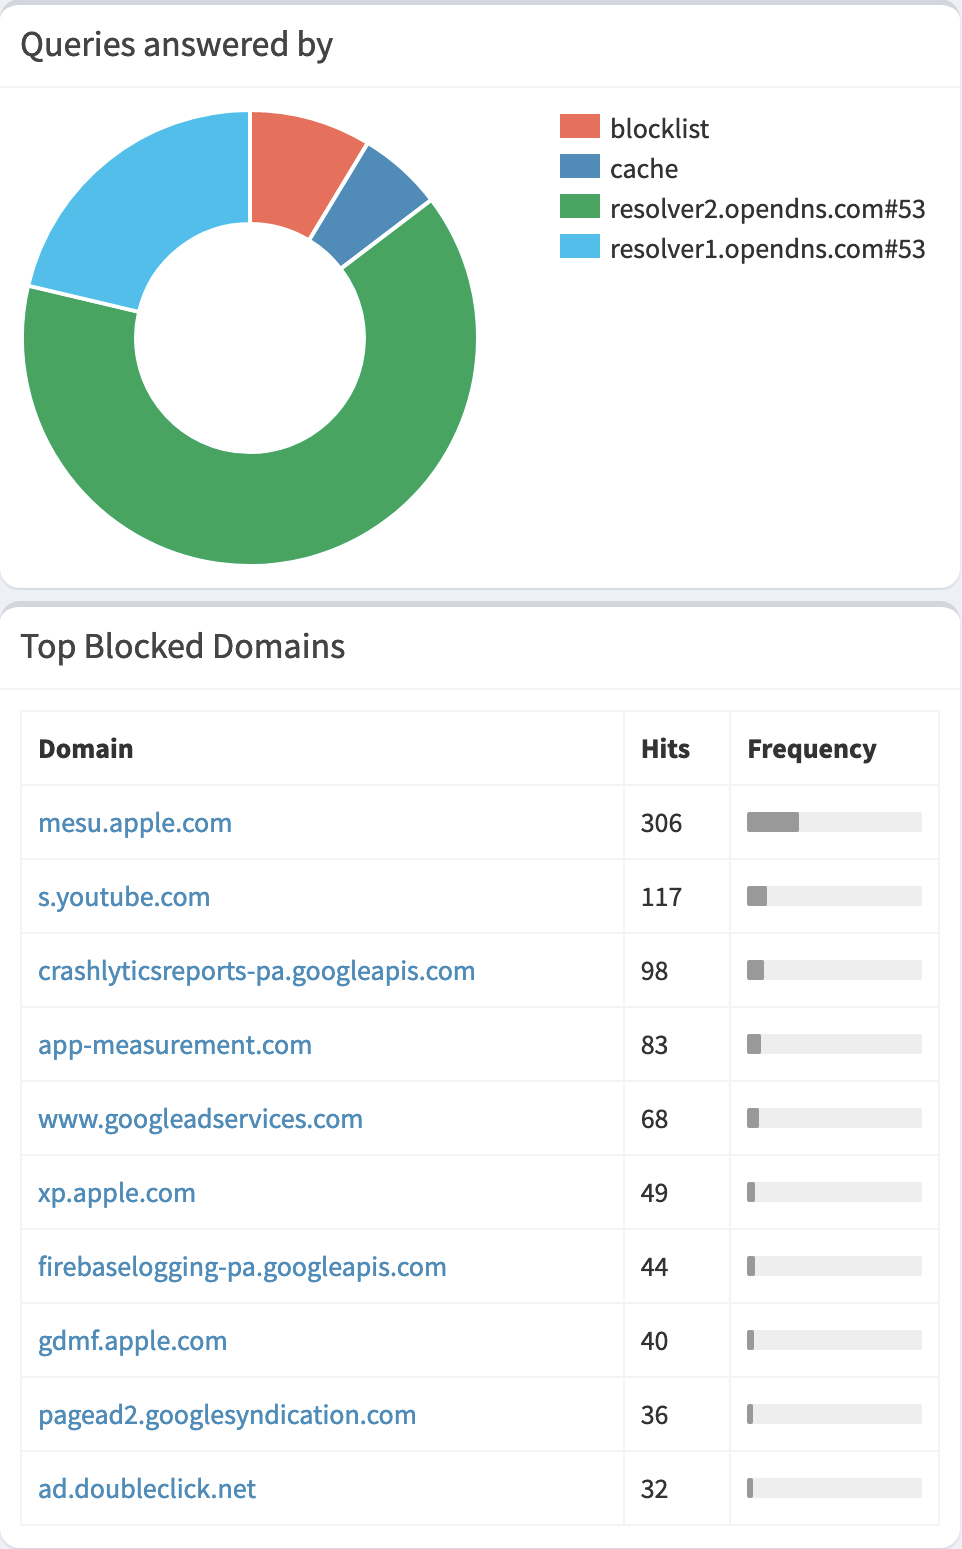 Queries answered by
blocklist
cache
resolver2.opendns.com#53
resolver1.opendns.com#53
Top Blocked Domains
Domain Hits Frequency
mesu.apple.com 306
s.youtube.com 117
crashlyticsreports-pa.googleapis.com 98
app-measurement.com 83
www.googleadservices.com 68
xp.apple.com 49
firebaselogging-pa.googleapis.com 44
gdmf.apple.com 40
pagead2.googlesyndication.com 36
ad.doubleclick.net 32